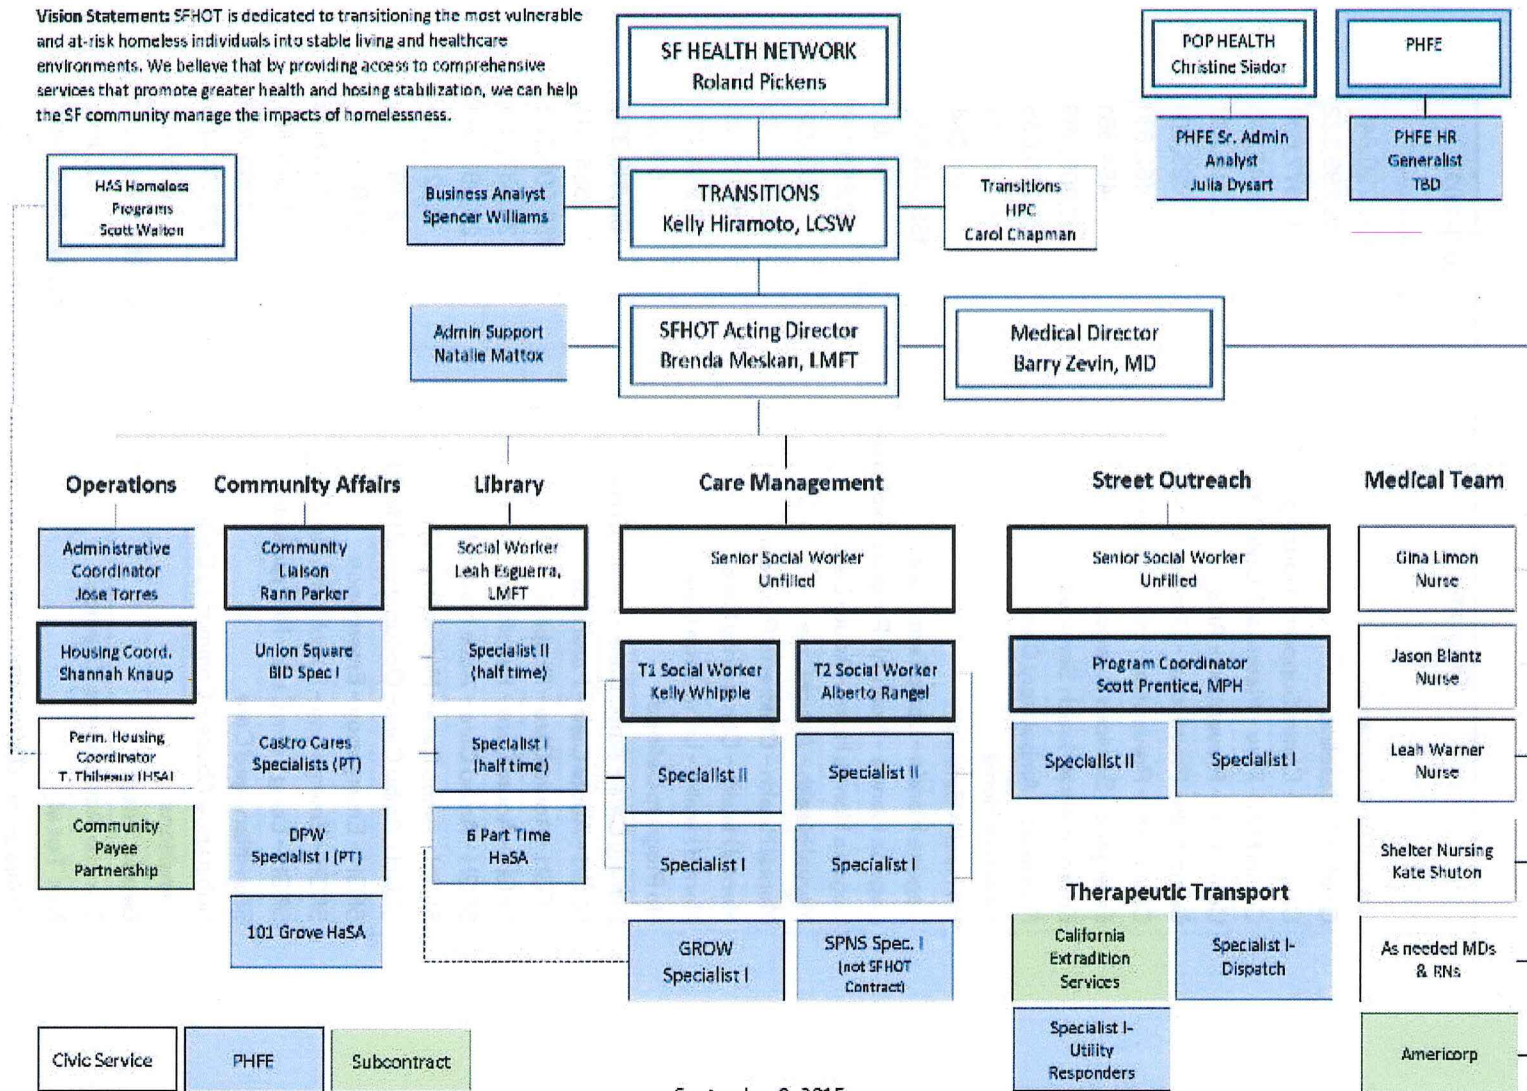 Vision Statement: SFHOT is dedicated to transitioning the most vulnerable
and at-risk homeless individuals into stable living and healthcare
environments. We believe that by providing access to comprehensive
services that promote greater health and hosing stabilization, we can help
the SF community manage the impacts of homelessness.
SF HEALTH NETWORK
Roland Pickens
POP HEALTH
Christine Siador
PHFE
PHFE Sr. Admin
Analyst
Julia Dysart
PHFE HR
Generalist
TBD
HAS Homeless
Programs
Scott Walton
Business Analyst
Spencer Williams
TRANSITIONS
Kelly Hiramoto, LCSW
Transitions
HPC
Carol Chapman
Admin Support
Natalie Mattox
SFHOT Acting Director
Brenda Meskan, LMFT
Medical Director
Barry Zevin, MD
Operations
Administrative
Coordinator
Jose Torres
Housing Coord.
Shannah Knaup
Perm. Housing
Coordinator
T. Thibeaux (HSA)
Community
Payee
Partnership
Community Affairs
Community
Liaison
Rann Parker
Union Square
BID Spec I
Castro Cares
Specialists (PT)
DPW
Specialist I (PT)
101 Grove HaSA
Library
Social Worker
Leah Esguerra,
LMFT
Specialist II
(half time)
Specialist I
(half time)
6 Part Time
HaSA
Care Management
Senior Social Worker
Unfilled
T1 Social Worker
Kelly Whipple
T2 Social Worker
Alberto Rangel
Specialist II
Specialist II
Specialist I
Specialist I
GROW
Specialist I
SPNS Spec. I
(not SFHOT
Contract)
Street Outreach
Senior Social Worker
Unfilled
Program Coordinator
Scott Prentice, MPH
Specialist II
Specialist I
Therapeutic Transport
California
Extradition
Services
Specialist I-
Dispatch
Specialist I-
Utility
Responders
Medical Team
Gina Limon
Nurse
Jason Blantz
Nurse
Leah Warner
Nurse
Shelter Nursing
Kate Shuton
As needed MDs
& RNs
Americorp
Civic Service
PHFE
Subcontract